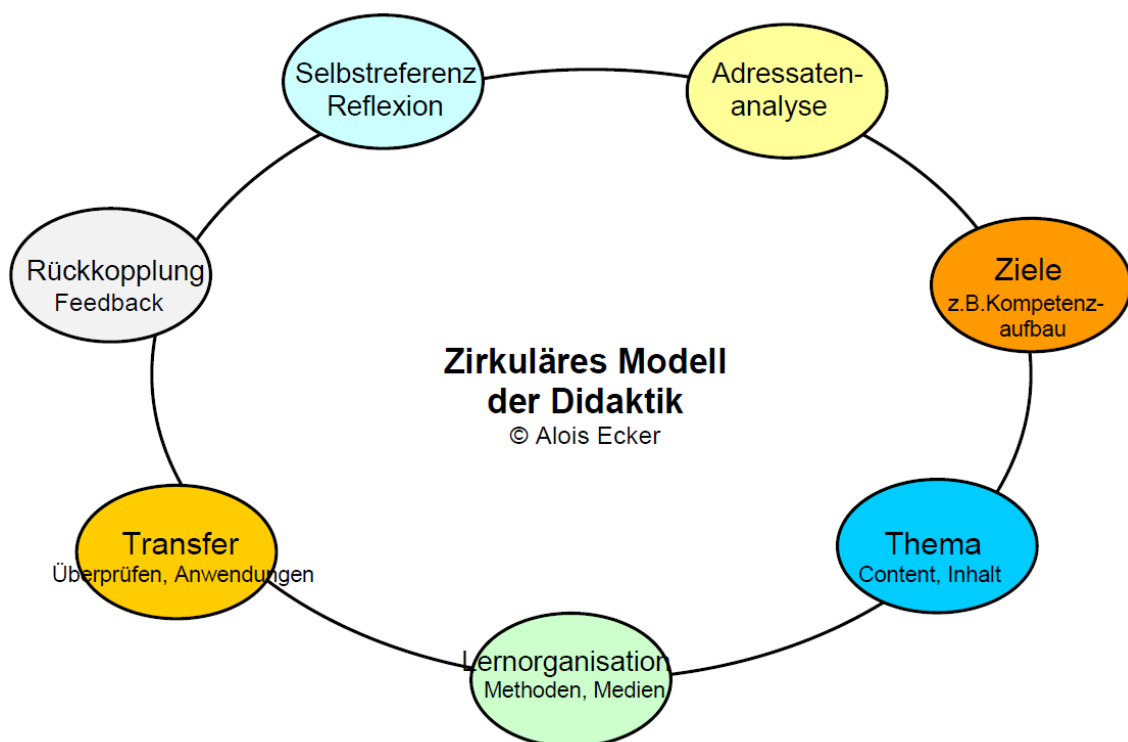 Selbstreferenz
Reflexion
Adressaten-
analyse
Ziele
z.B.Kompetenz-
aufbau
Thema
Content, Inhalt
Lernorganisation
Methoden, Medien
Transfer
Überprüfen, Anwendungen
Rückkopplung
Feedback
Zirkuläres Modell
der Didaktik
© Alois Ecker